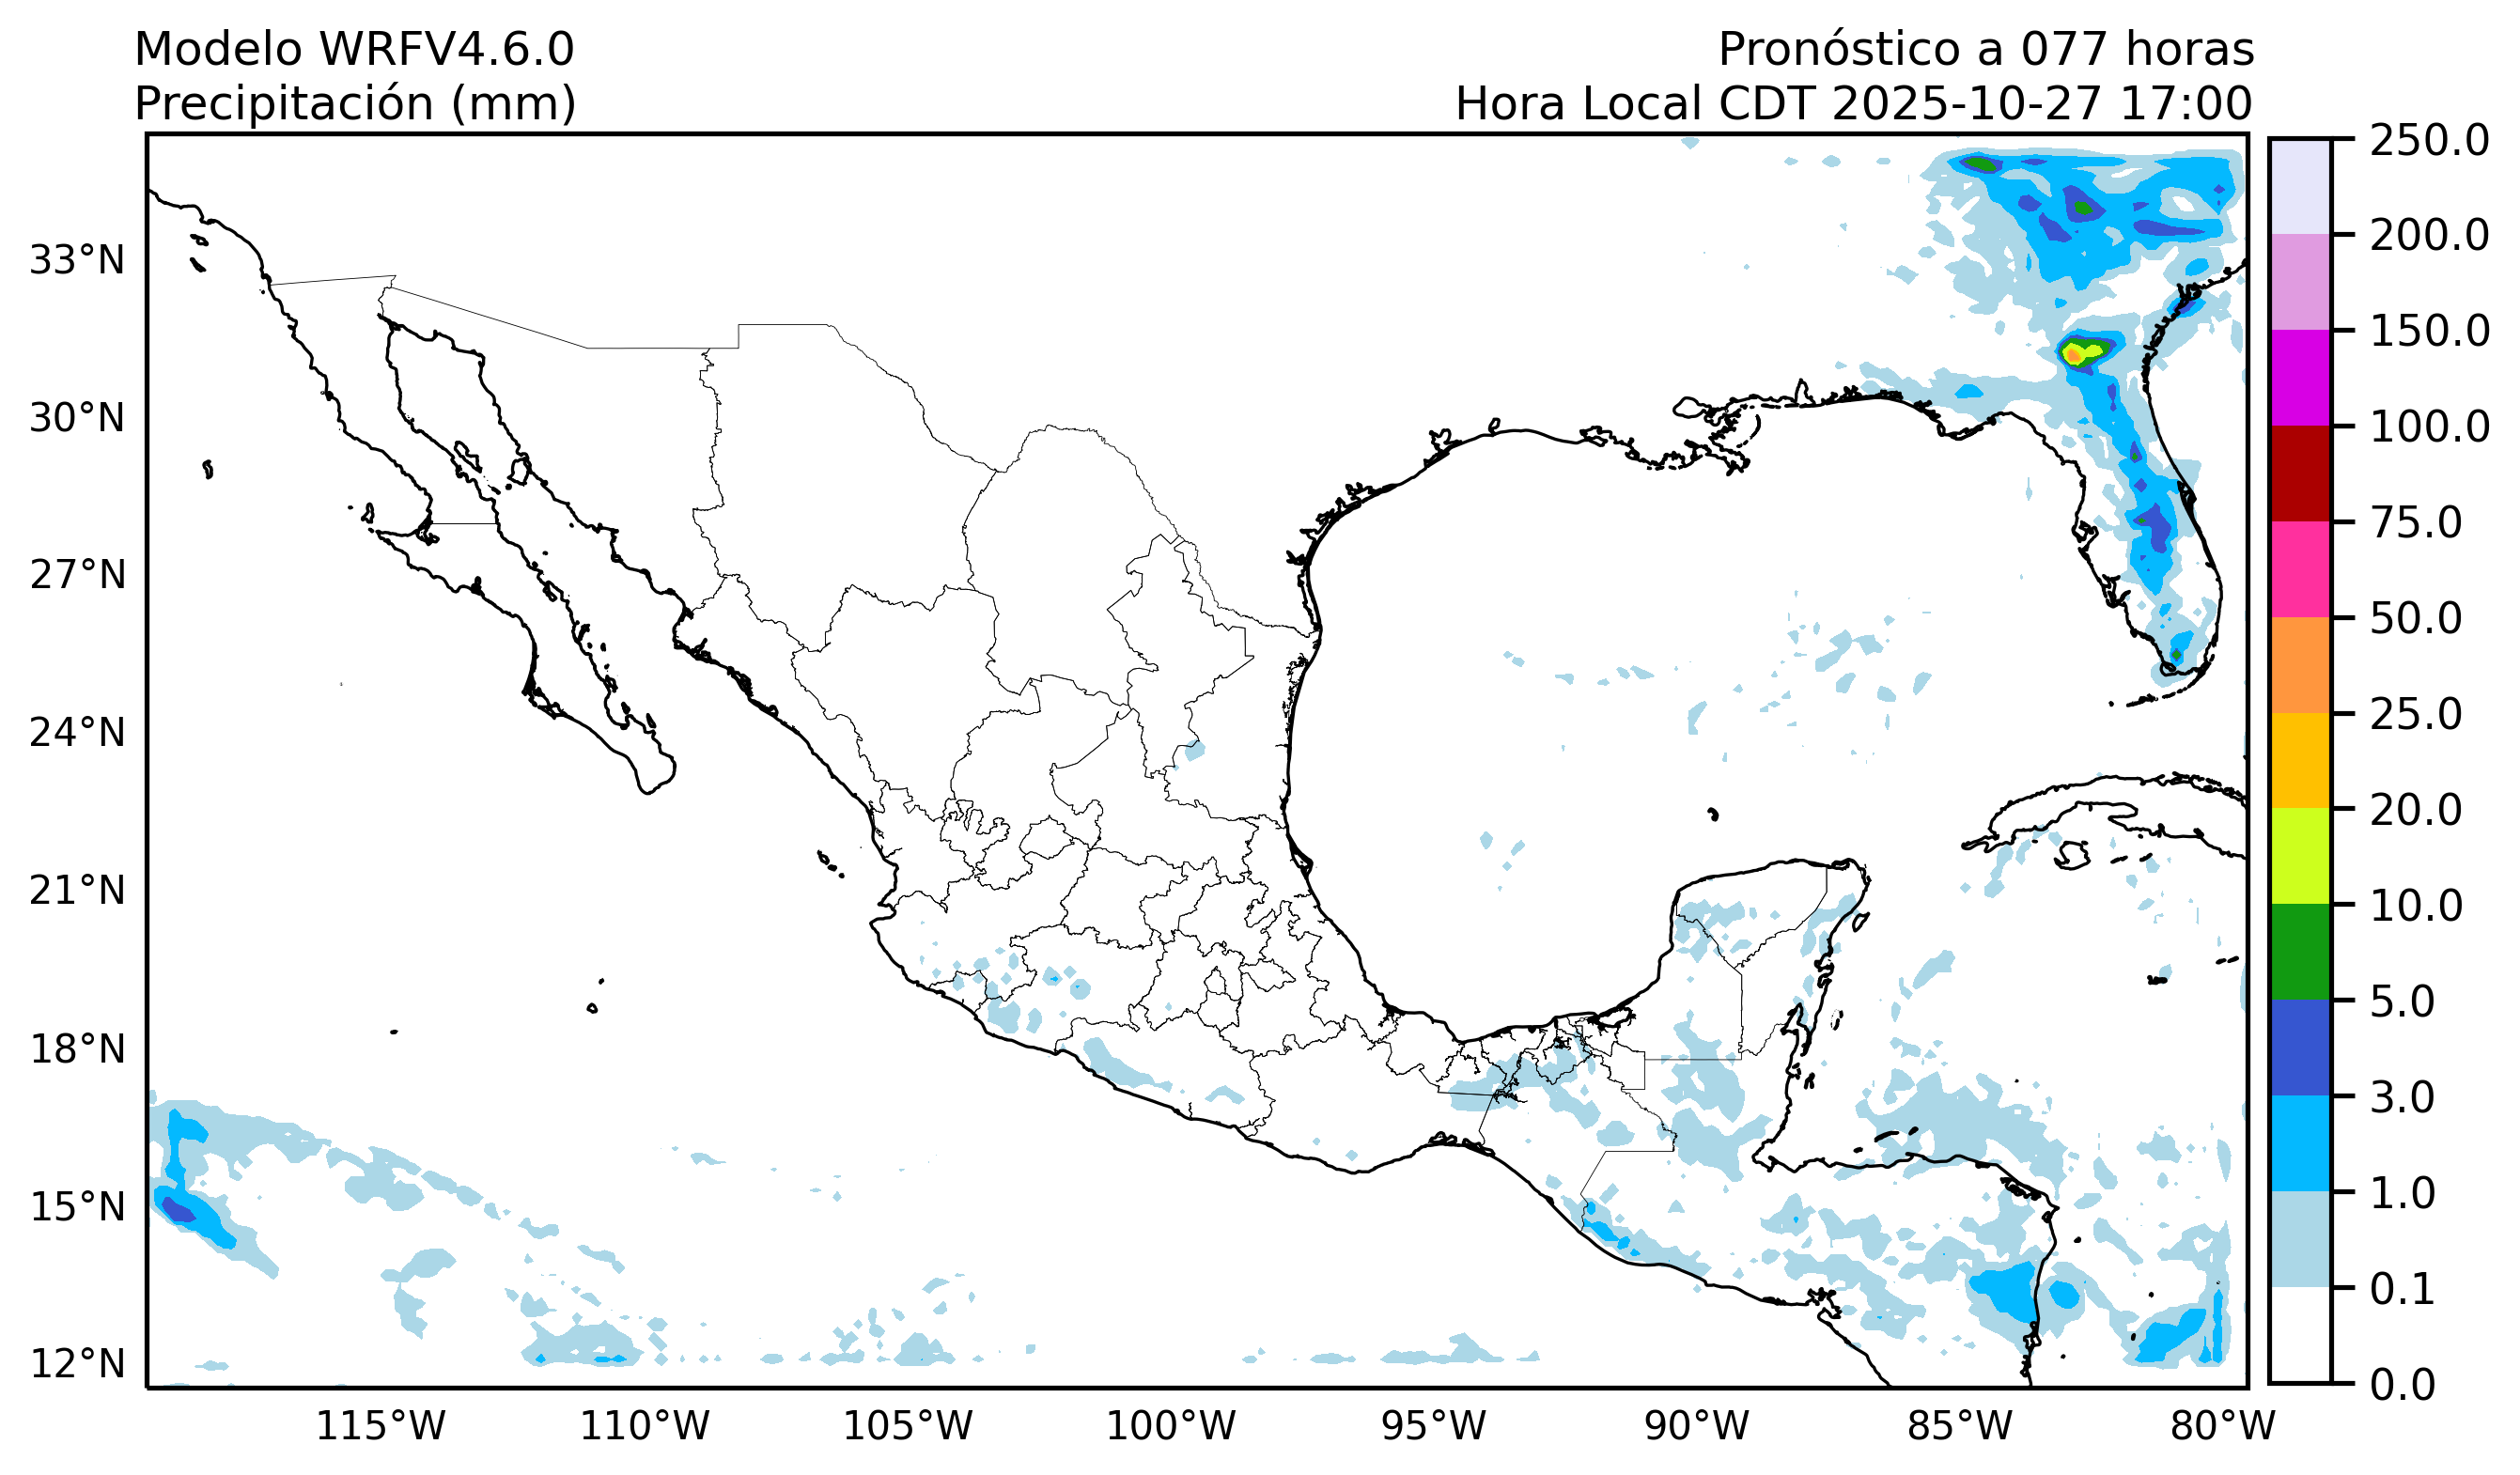 Modelo WRFV4.6.0
Precipitación (mm)
Pronóstico a 077 horas
Hora Local CDT 2025-10-27 17:00
33°N
30°N
27°N
24°N
21°N
18°N
15°N
12°N
115°W
110°W
105°W
100°W
95°W
90°W
85°W
80°W
250.0
200.0
150.0
100.0
75.0
50.0
25.0
20.0
10.0
5.0
3.0
1.0
0.1
0.0